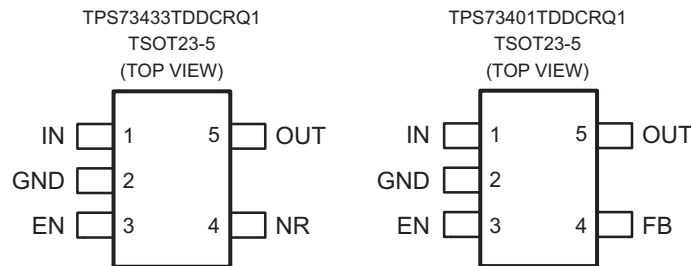 TPS73433TDDCRQ1
TSOT23-5
(TOP VIEW)
IN 1 5 OUT
GND 2
EN 3 4 NR
TPS73401TDDCRQ1
TSOT23-5
(TOP VIEW)
IN 1 5 OUT
GND 2
EN 3 4 FB